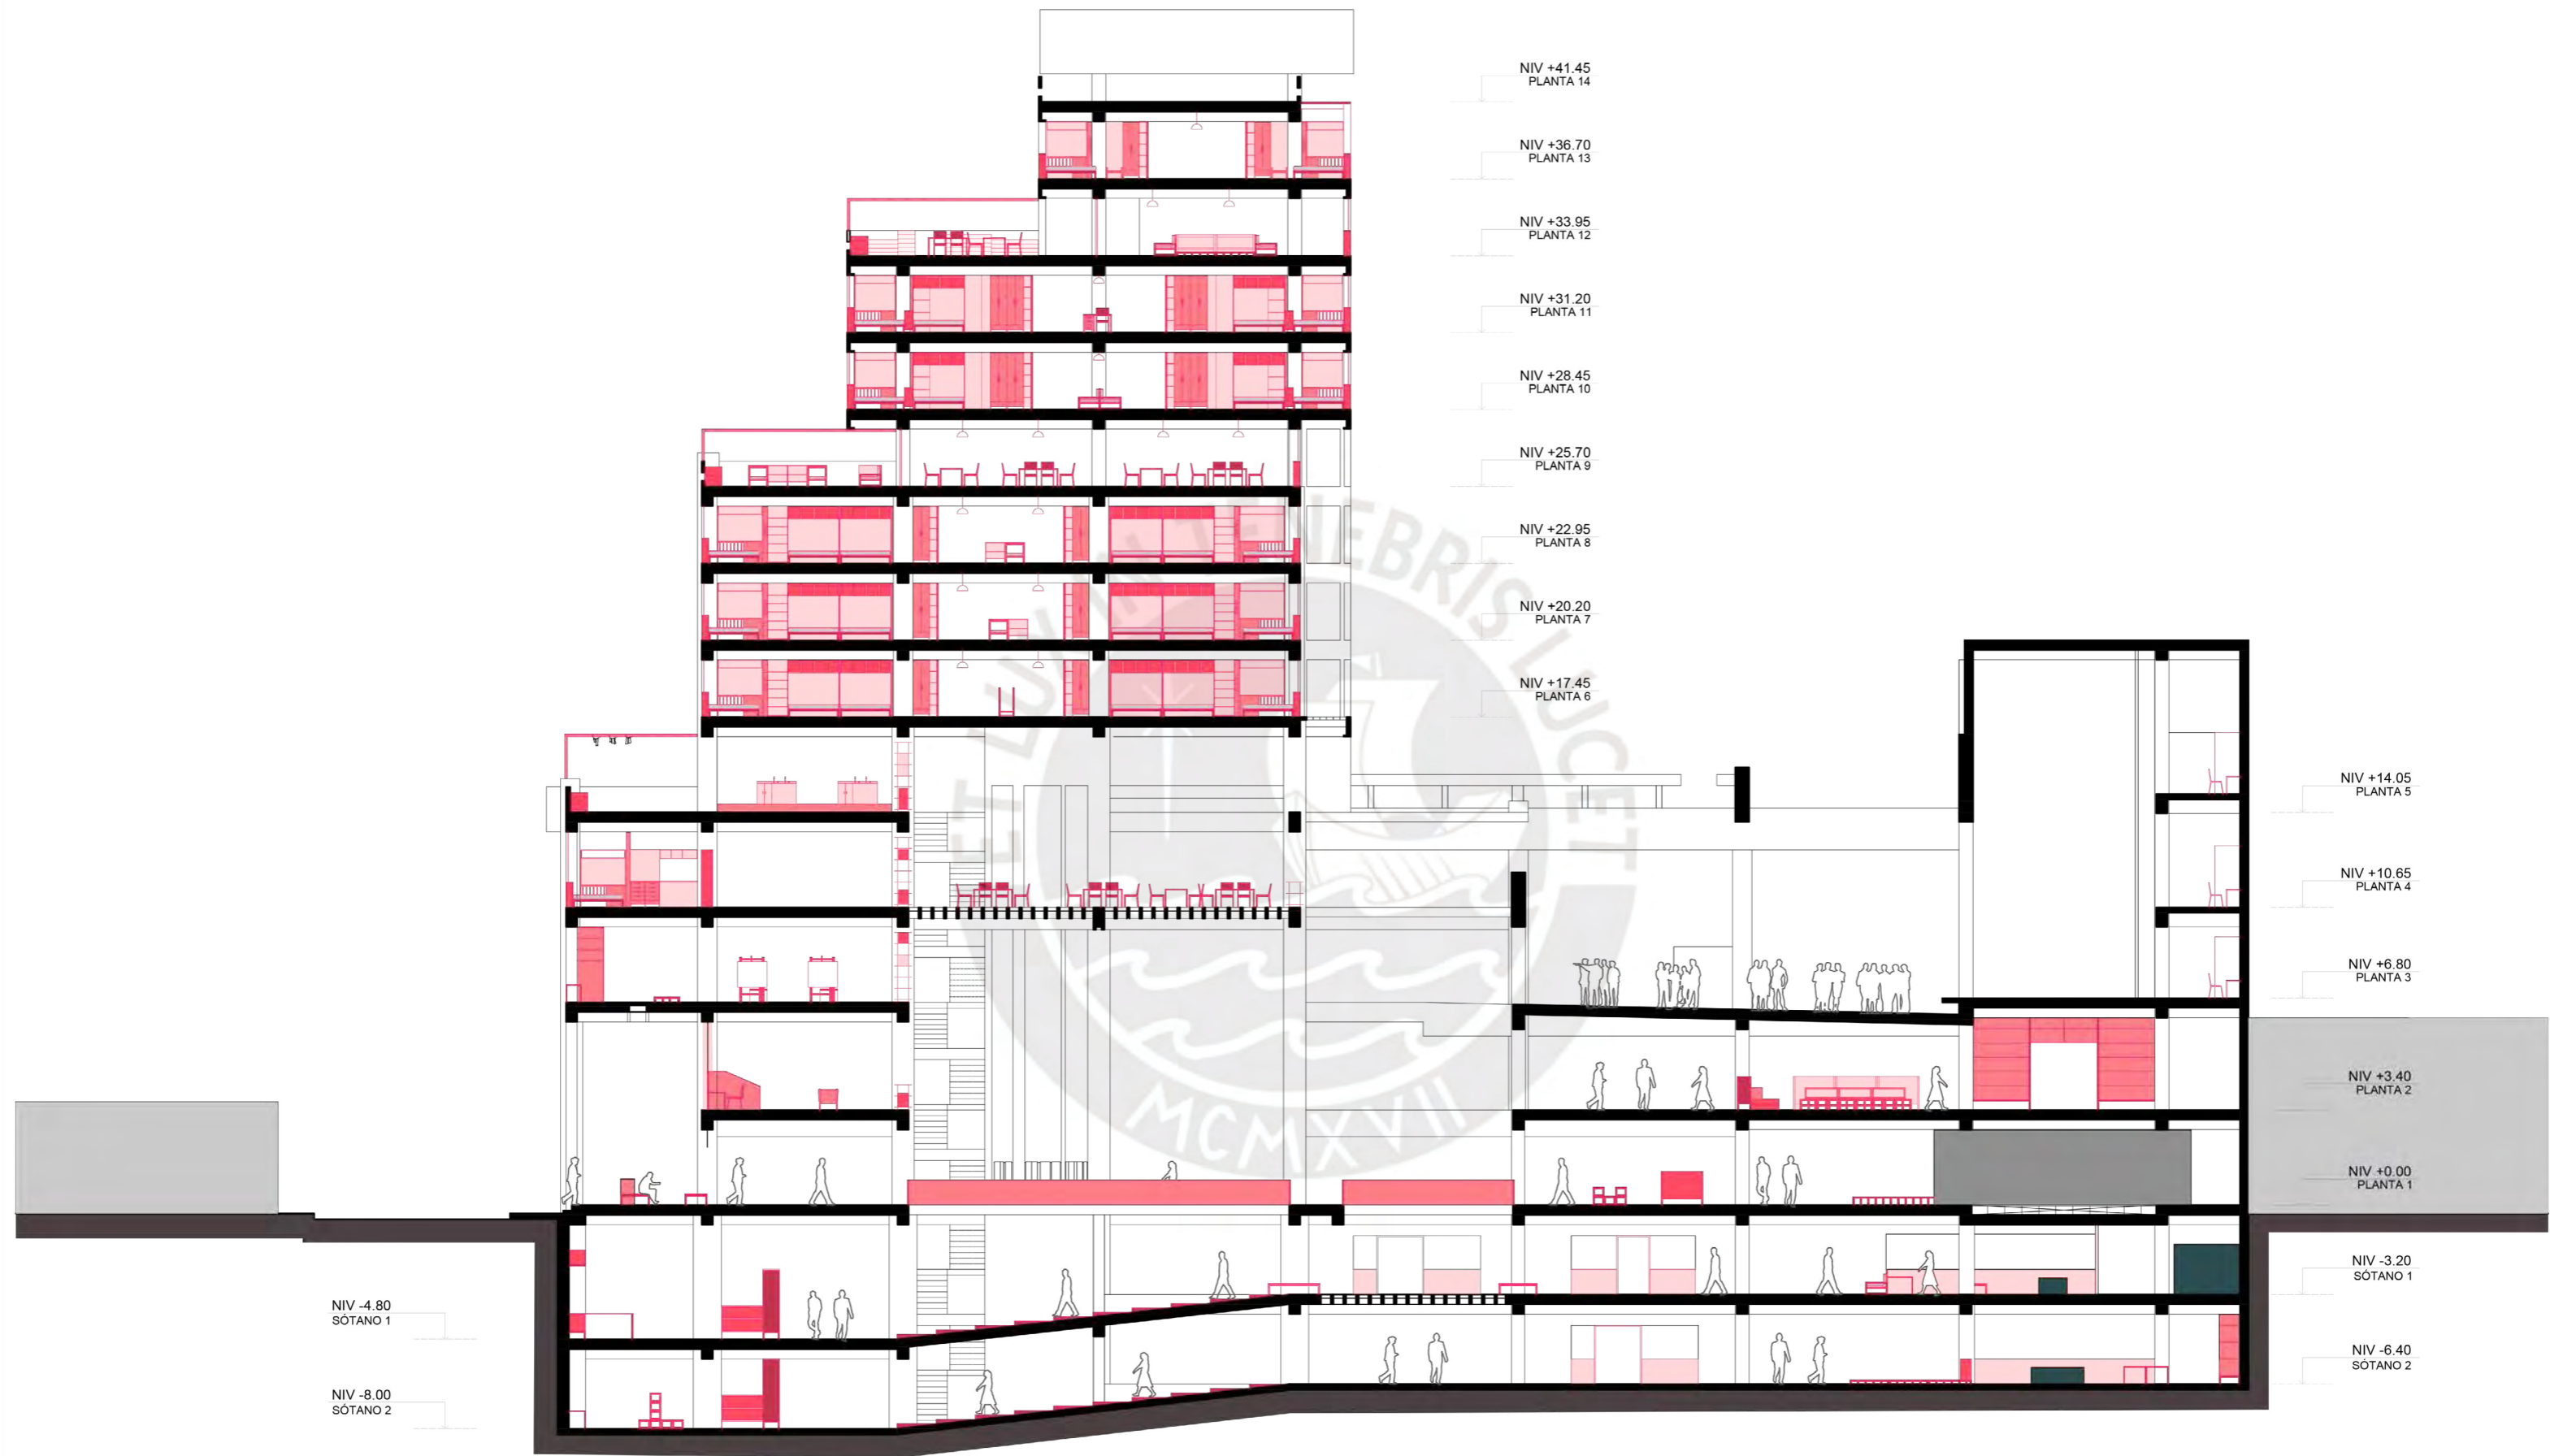 NIV +41.45
PLANTA 14
NIV +36.70
PLANTA 13
NIV +33.95
PLANTA 12
NIV +31.20
PLANTA 11
NIV +28.45
PLANTA 10
NIV +25.70
PLANTA 9
NIV +22.95
PLANTA 8
NIV +20.20
PLANTA 7
NIV +17.45
PLANTA 6
NIV +14.05
PLANTA 5
NIV +10.65
PLANTA 4
NIV +6.80
PLANTA 3
NIV +3.40
PLANTA 2
NIV +0.00
PLANTA 1
NIV -3.20
SÓTANO 1
NIV -6.40
SÓTANO 2
NIV -4.80
SÓTANO 1
NIV -8.00
SÓTANO 2
ET LUX IN TENEBRIS LUCET
MCMXVII